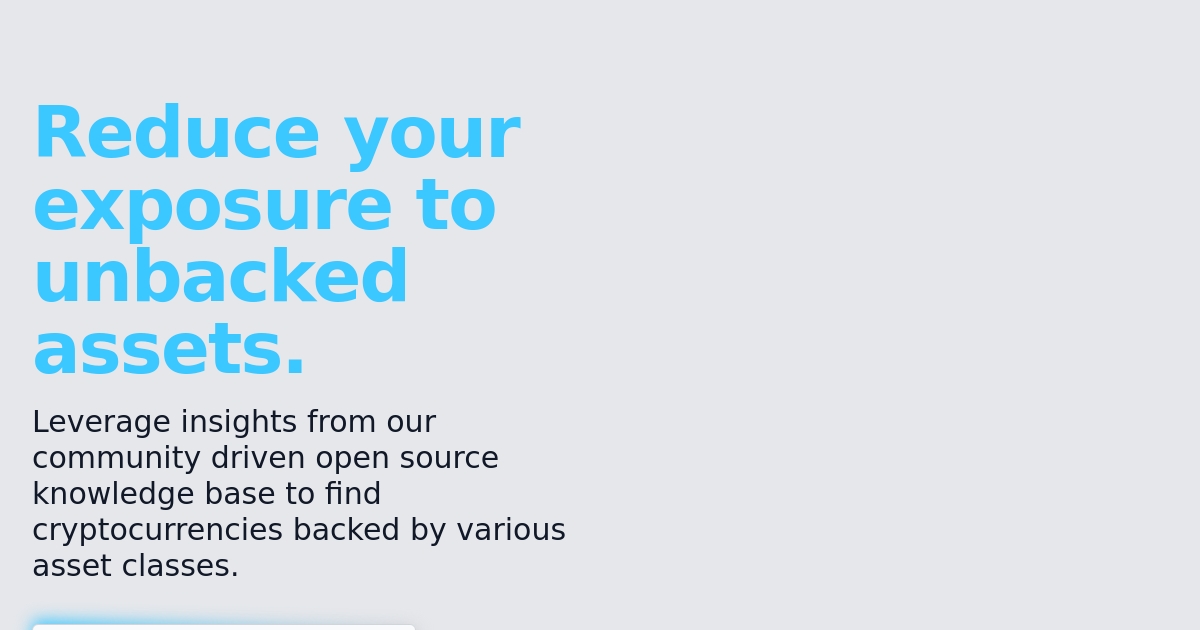 Reduce your
exposure to
unbacked
assets.
Leverage insights from our
community driven open source
knowledge base to find
cryptocurrencies backed by various
asset classes.